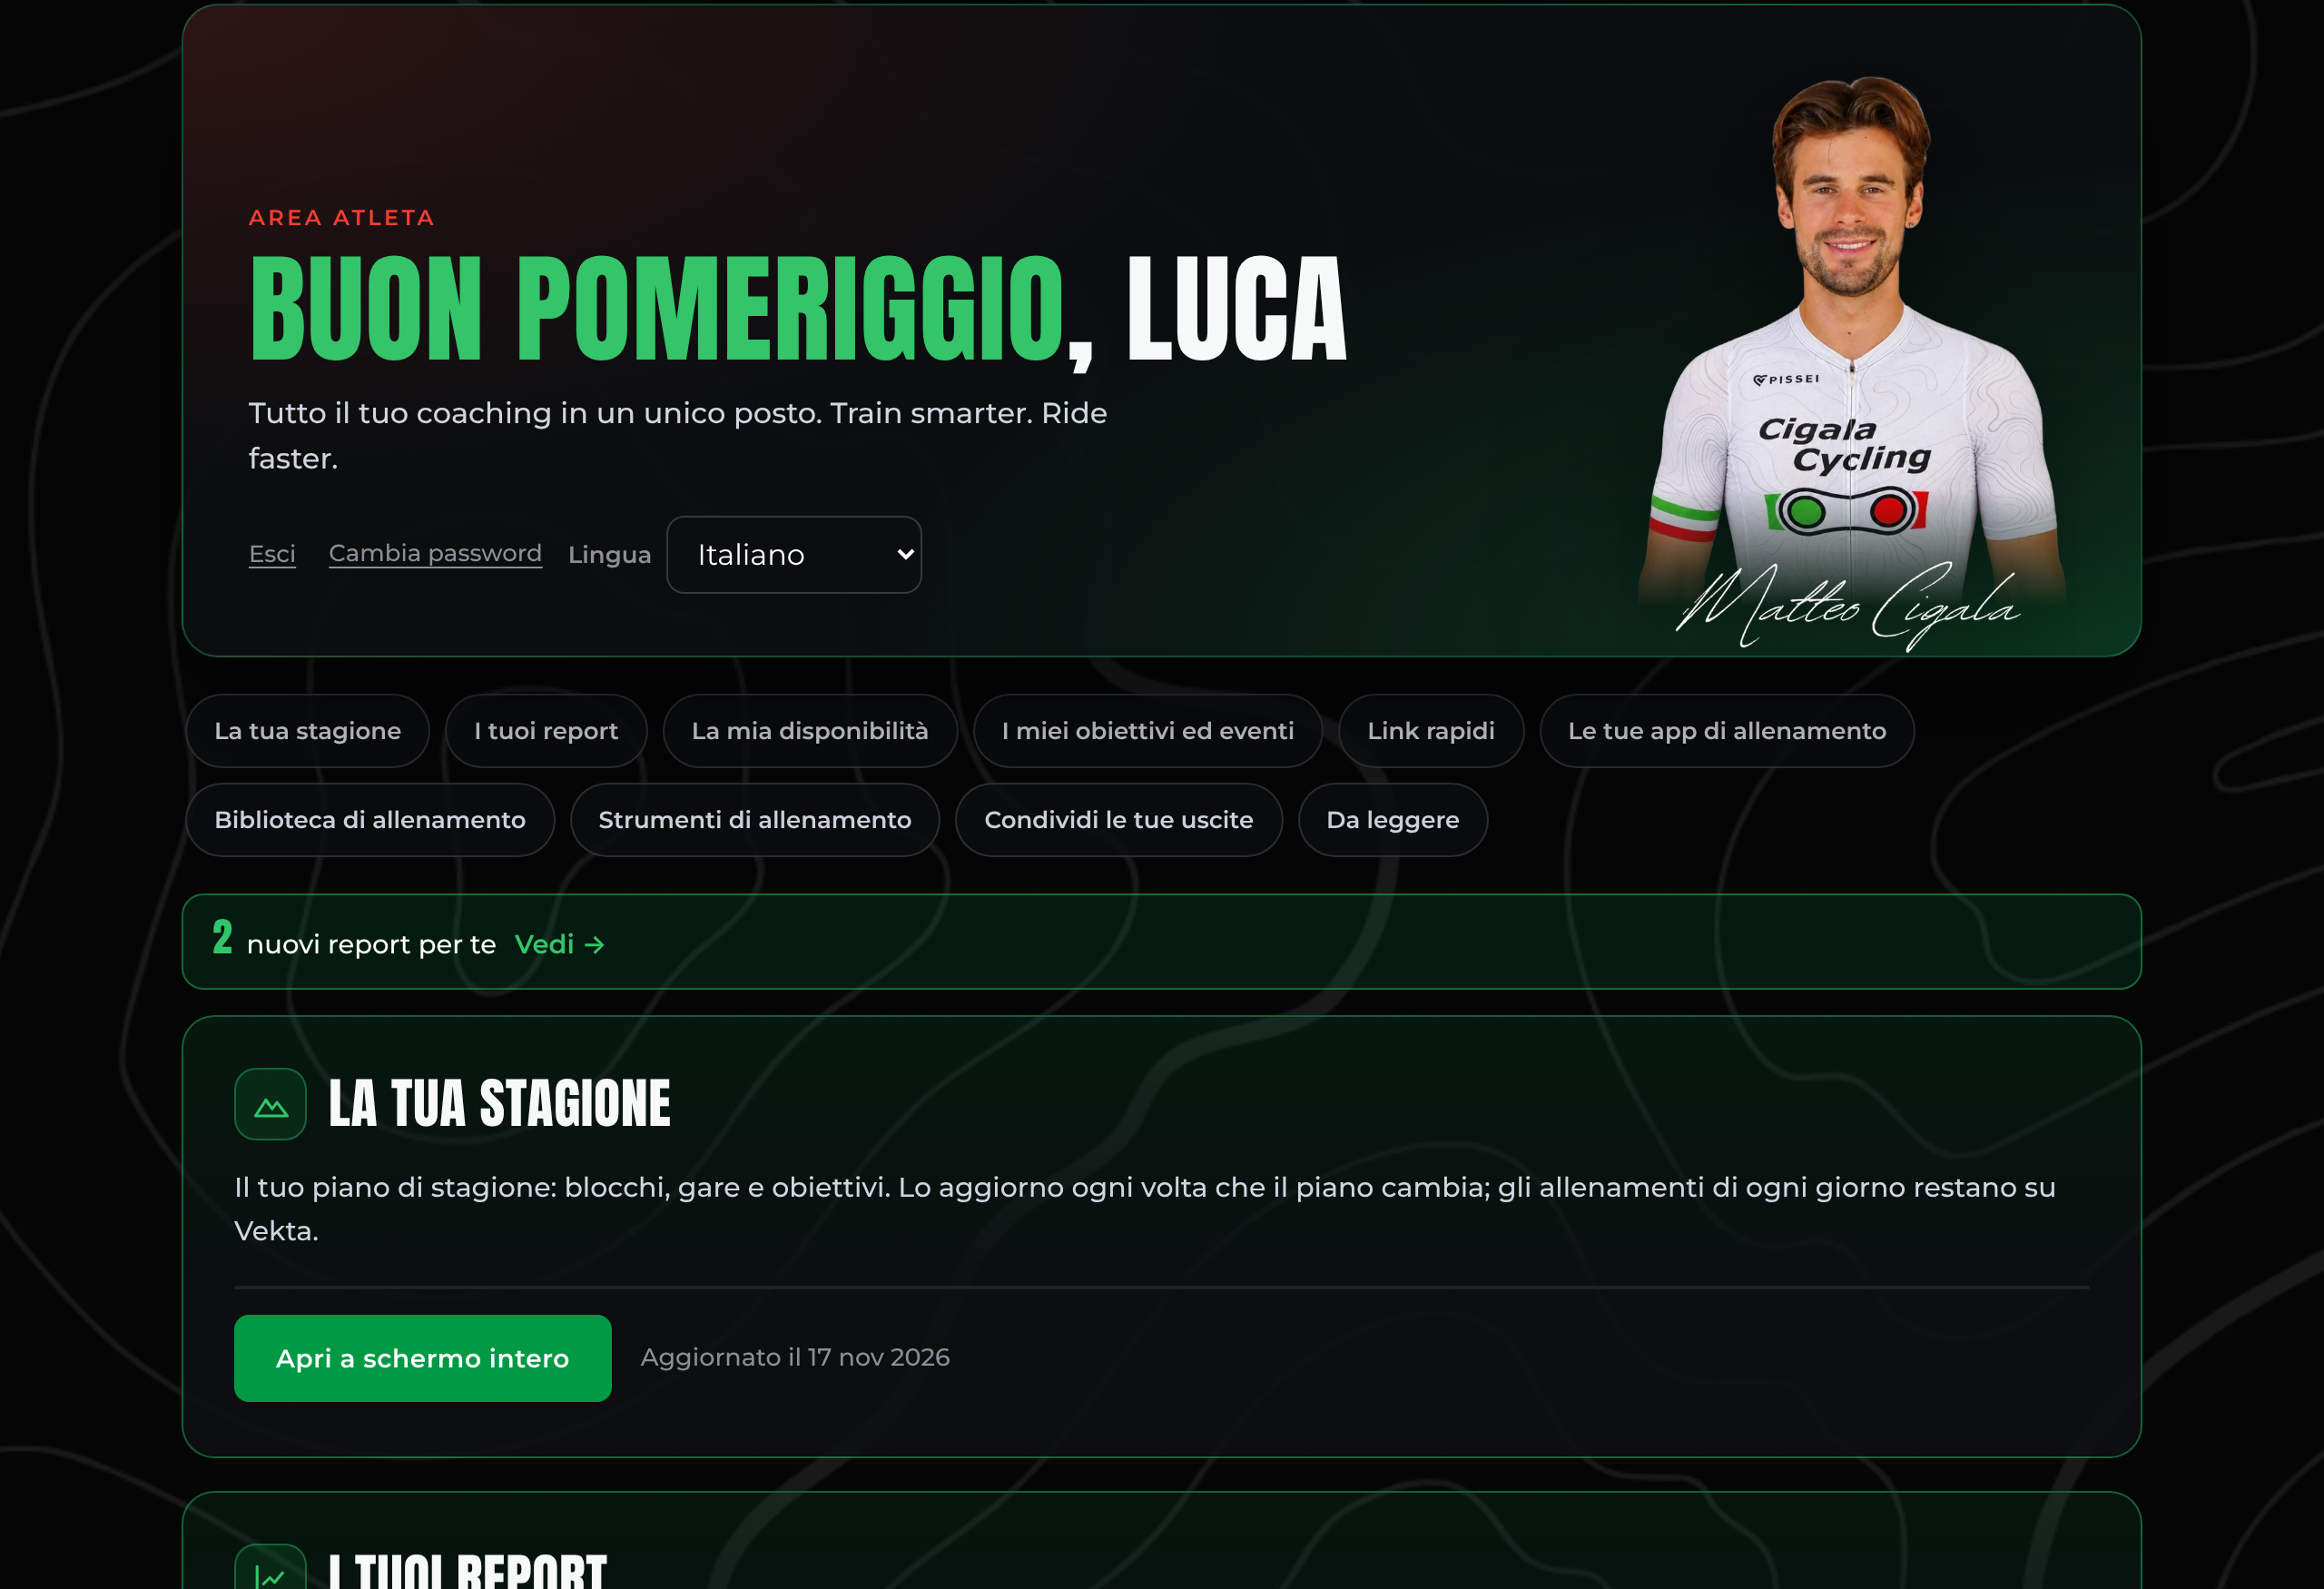 AREA ATLETA
BUON POMERIGGIO, LUCA
Tutto il tuo coaching in un unico posto. Train smarter. Ride
faster.
Esci Cambia password Lingua Italiano
PISSEI
Cigala
Cycling
Matteo Cigala
La tua stagione I tuoi report La mia disponibilità I miei obiettivi ed eventi Link rapidi Le tue app di allenamento
Biblioteca di allenamento Strumenti di allenamento Condividi le tue uscite Da leggere
2 nuovi report per te Vedi →
LA TUA STAGIONE
Il tuo piano di stagione: blocchi, gare e obiettivi. Lo aggiorno ogni volta che il piano cambia; gli allenamenti di ogni giorno restano su
Vekta.
Apri a schermo intero Aggiornato il 17 nov 2026
I TUOI REPORT